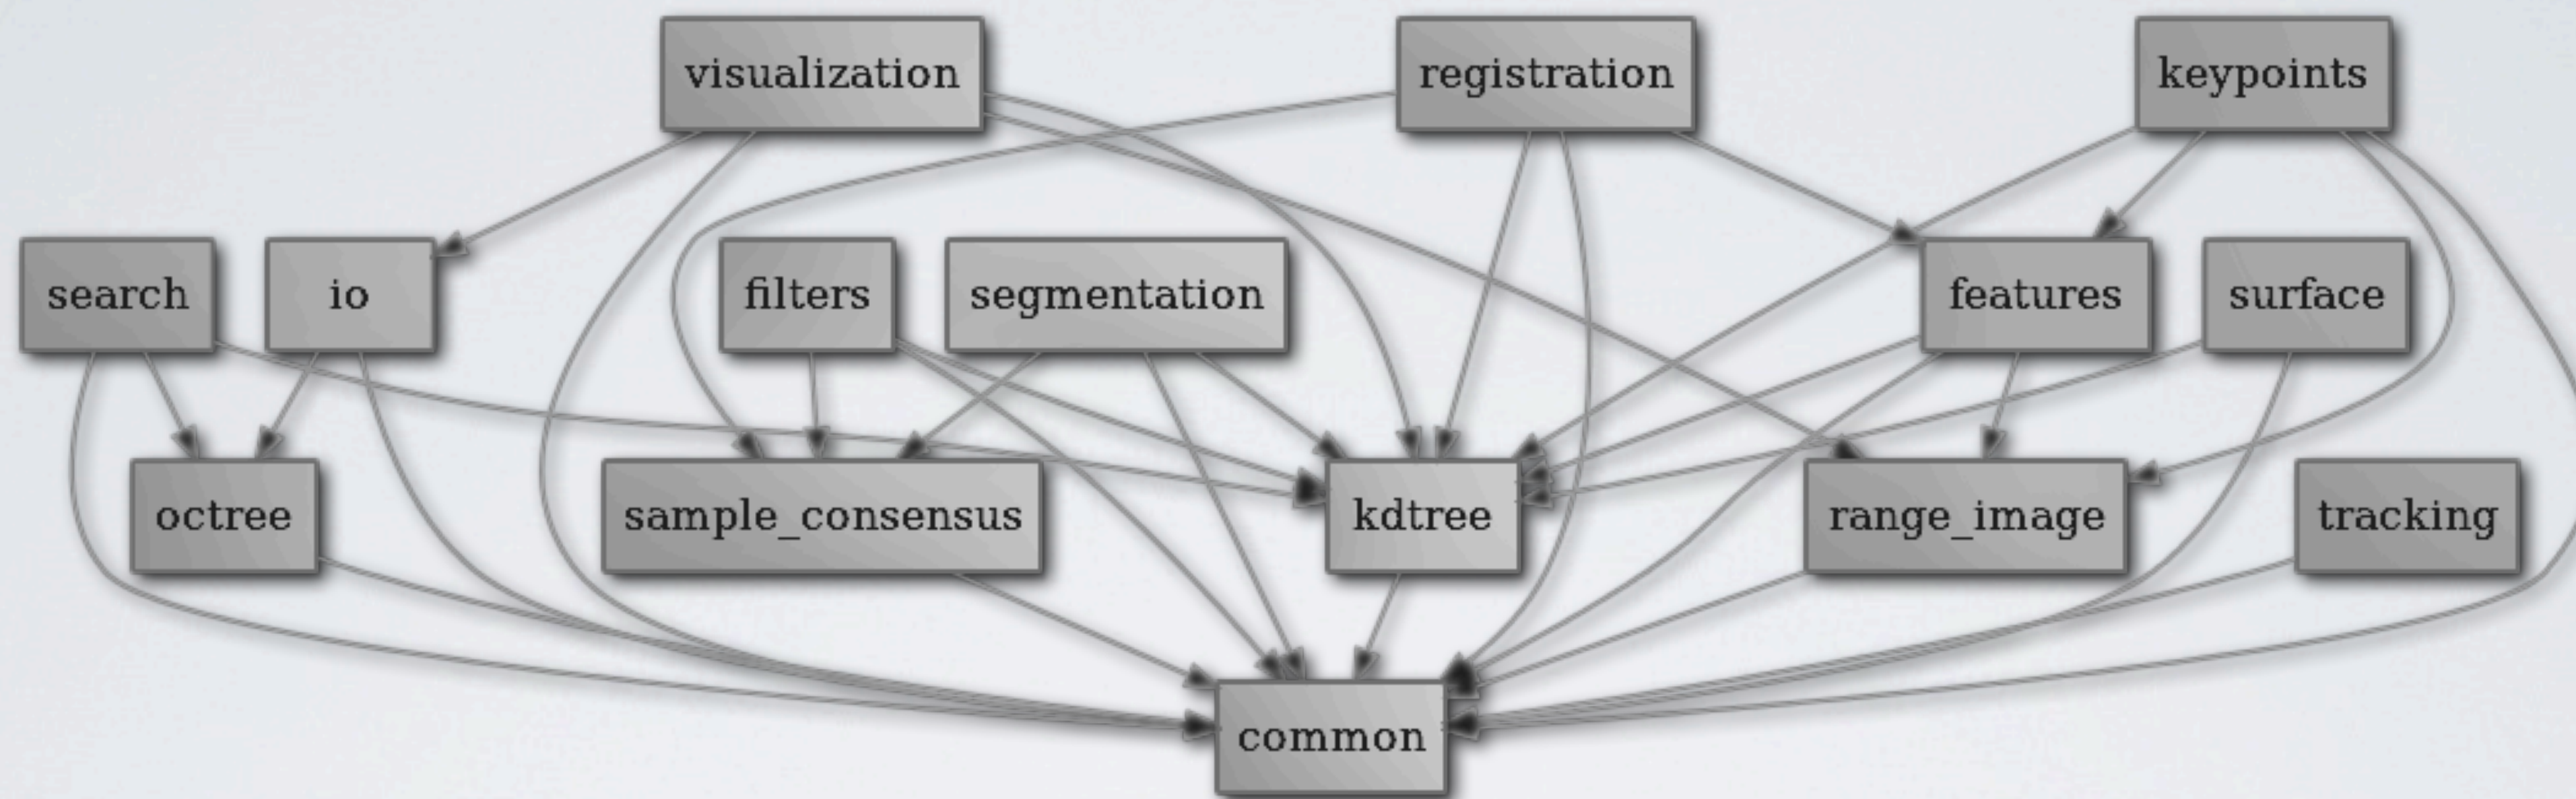 visualization
registration
keypoints
search
io
filters
segmentation
features
surface
octree
sample_consensus
kdtree
range_image
tracking
common